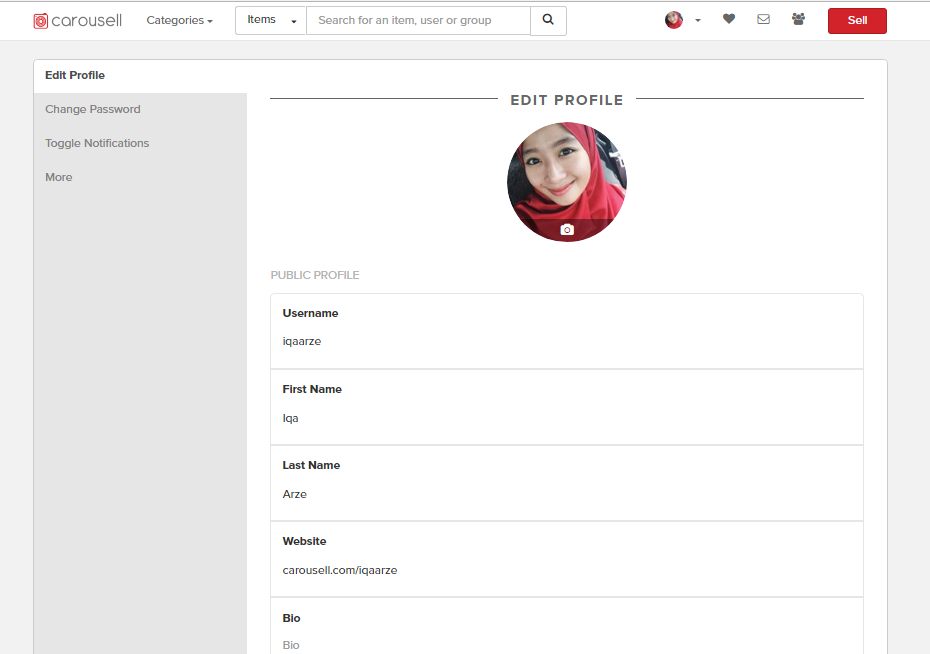 carousell
Categories
Items
Search for an item, user or group
Sell
Edit Profile
Change Password
Toggle Notifications
More
EDIT PROFILE
PUBLIC PROFILE
Username
iqaarze
First Name
Iqa
Last Name
Arze
Website
carousell.com/iqaarze
Bio
Bio